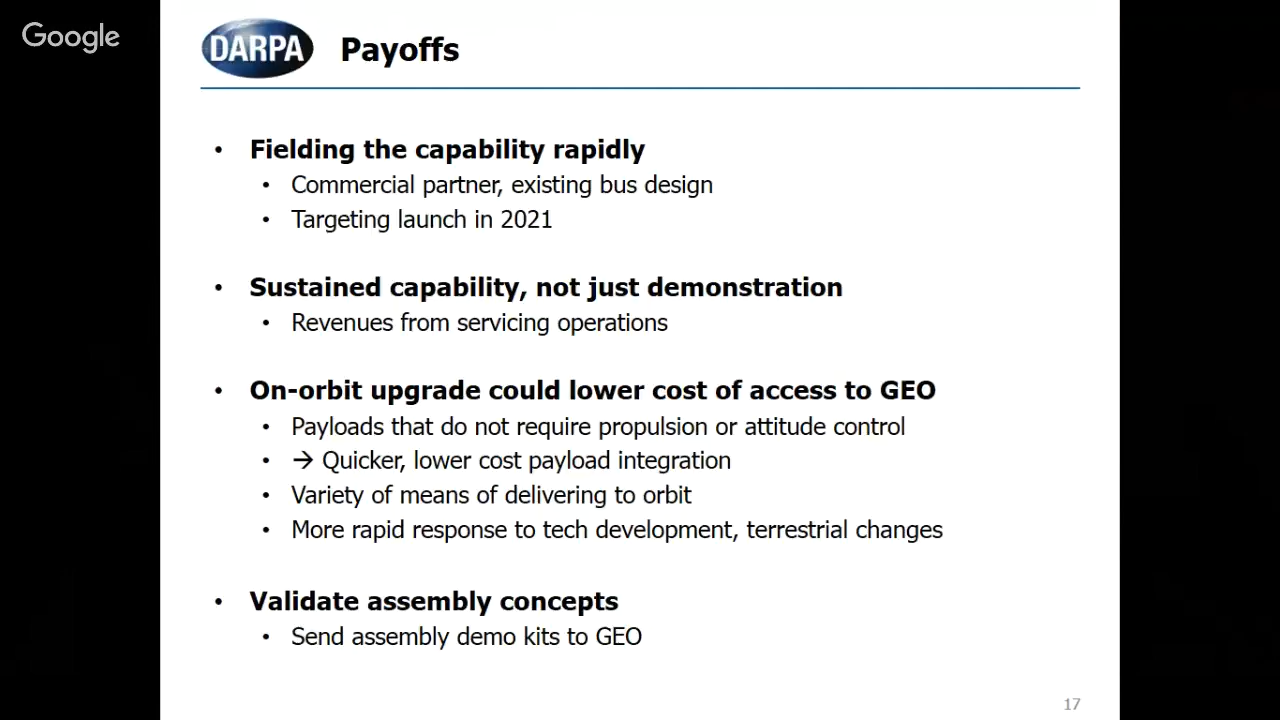 Google
DARPA
Payoffs
• Fielding the capability rapidly
• Commercial partner, existing bus design
• Targeting launch in 2021
• Sustained capability, not just demonstration
• Revenues from servicing operations
• On-orbit upgrade could lower cost of access to GEO
• Payloads that do not require propulsion or attitude control
• → Quicker, lower cost payload integration
• Variety of means of delivering to orbit
• More rapid response to tech development, terrestrial changes
• Validate assembly concepts
• Send assembly demo kits to GEO
17